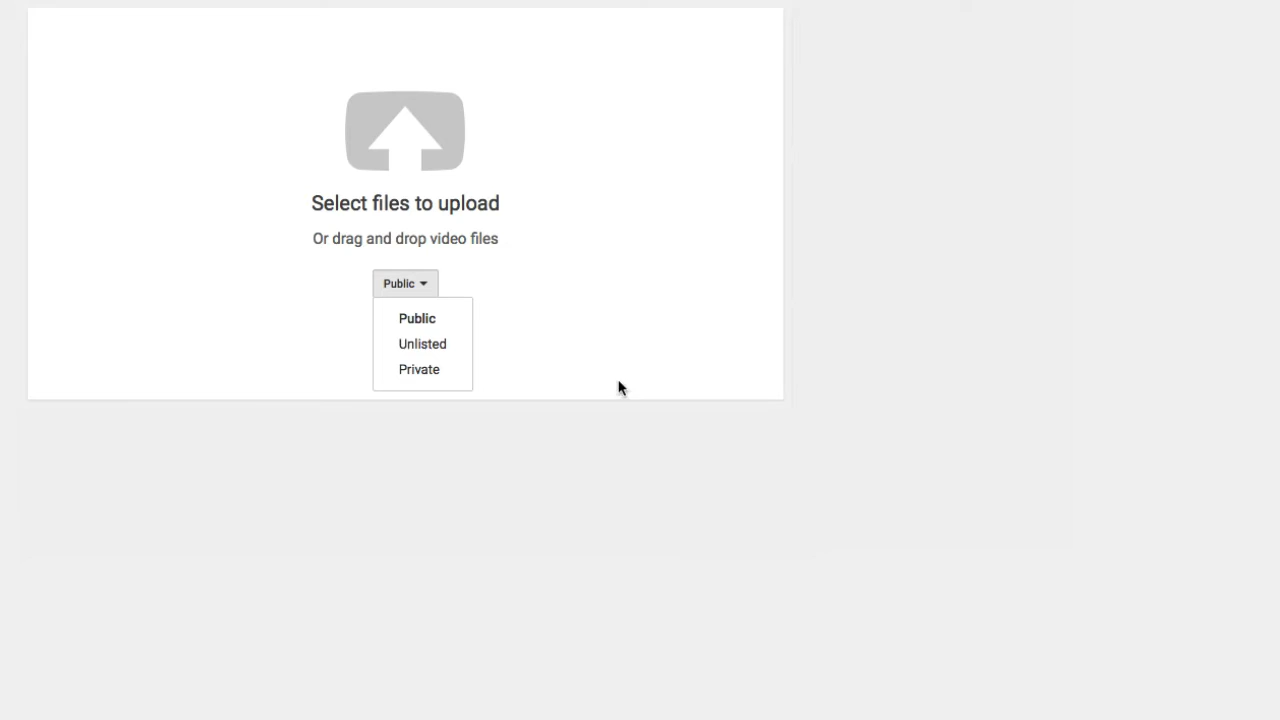 Select files to upload
Or drag and drop video files
Public
Public
Unlisted
Private